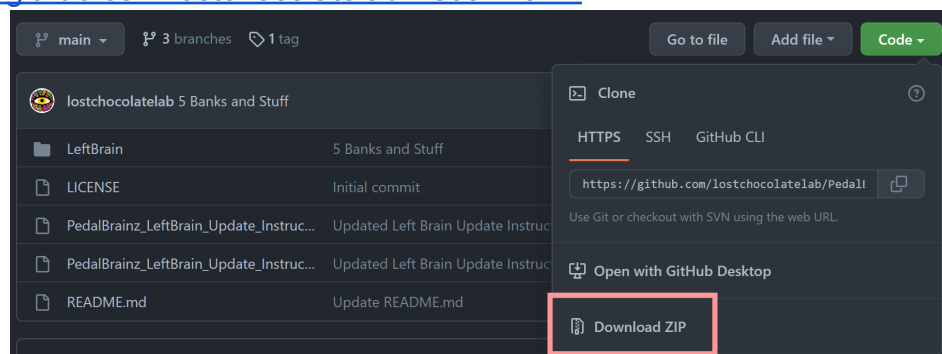 main 3 branches 1 tag Go to file Add file Code
lostchocolatelab 5 Banks and Stuff
Clone
HTTPS SSH GitHub CLI
LeftBrain 5 Banks and Stuff
LICENSE Initial commit
https://github.com/lostchocolatelab/Pedal
Use Git or checkout with SVN using the web URL.
PedalBrainz_LeftBrain_Update_Instruc... Updated Left Brain Update Instruc
PedalBrainz_LeftBrain_Update_Instruc... Updated Left Brain Update Instruc
Open with GitHub Desktop
README.md Update README.md
Download ZIP